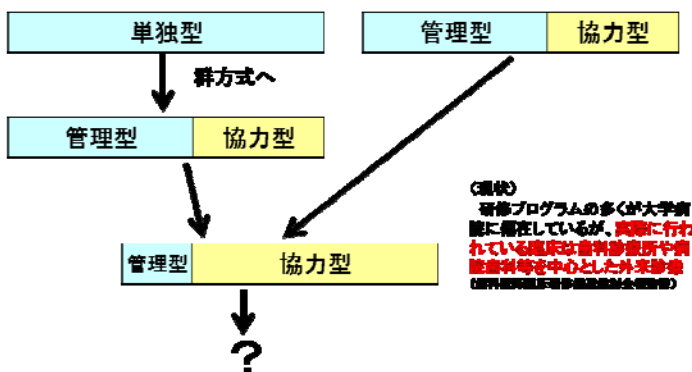 単独型
管理型
協力型
群方式へ
管理型
協力型
(現状)
研修プログラムの多くが大学病
院に偏在しているが、実際に行わ
れている臨床は歯科診療所や病
院歯科等を中心とした外来診療
管理型
協力型
?